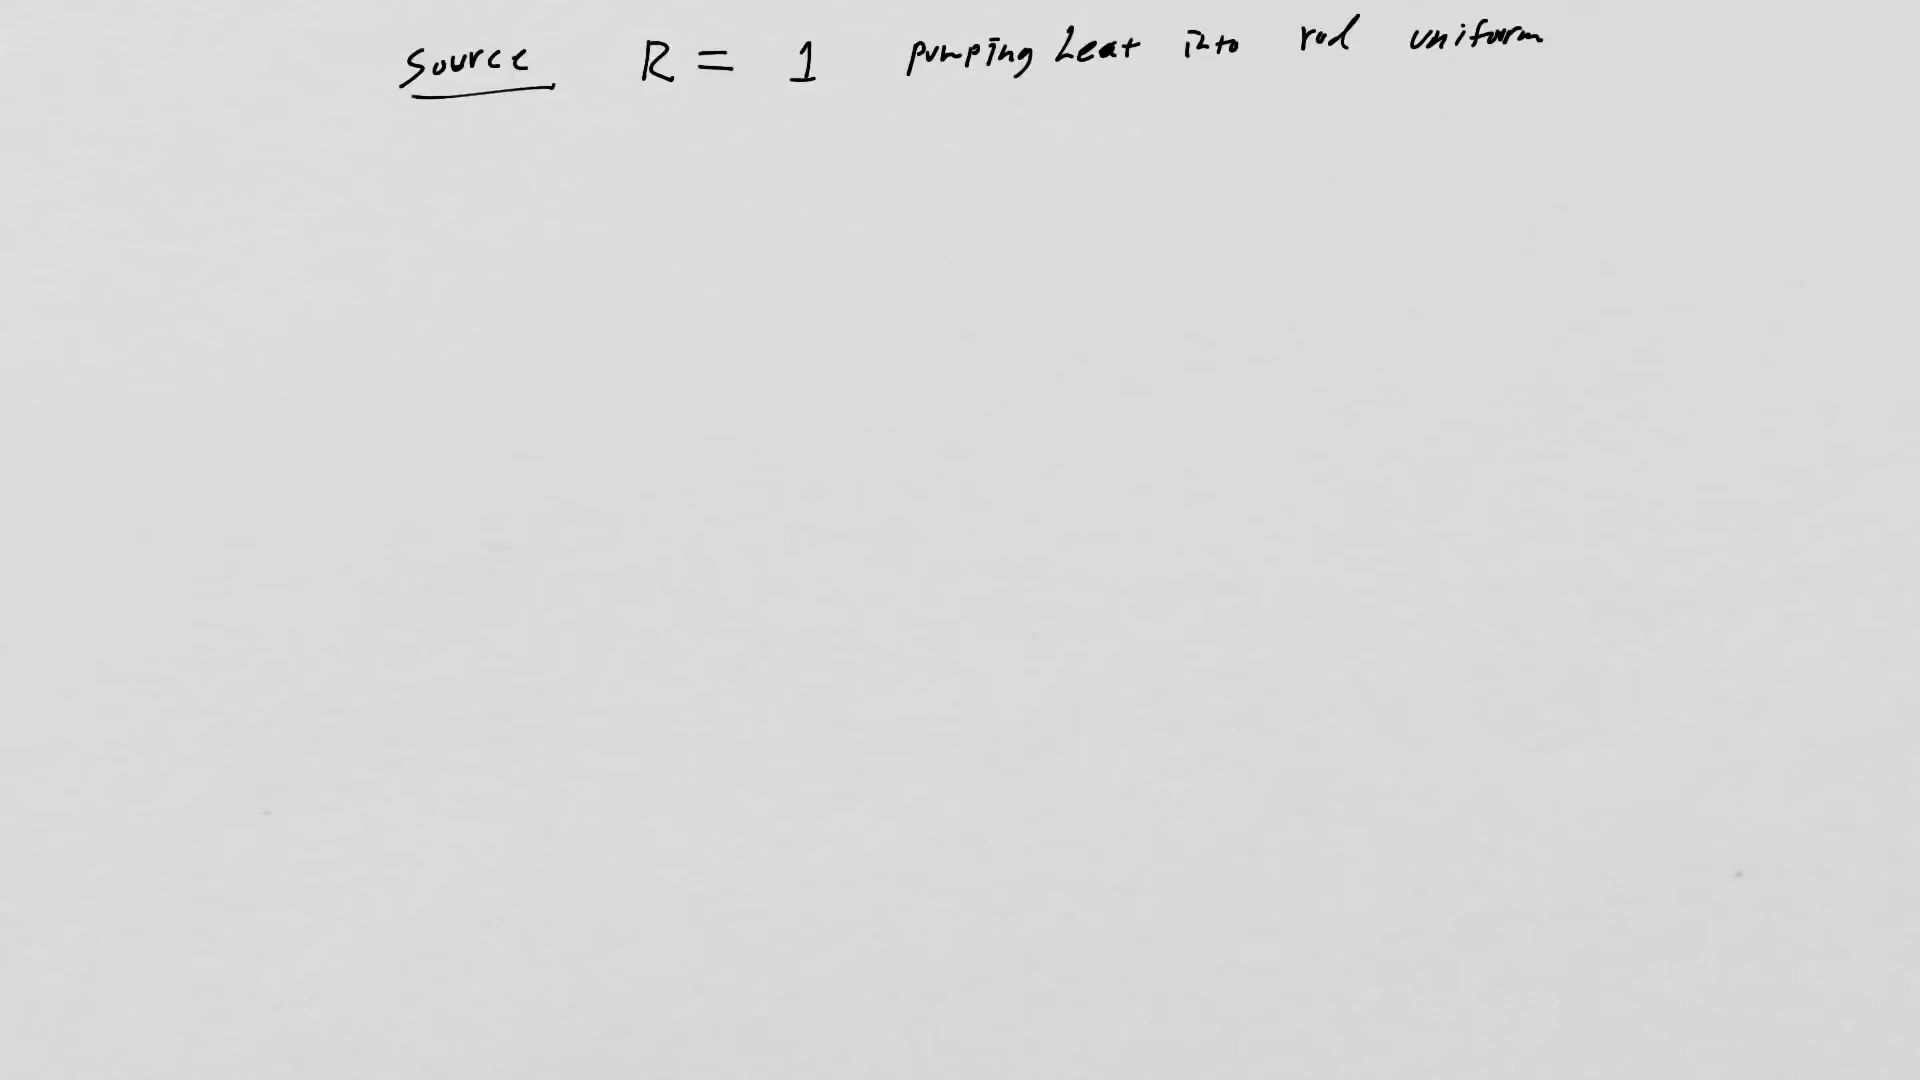 Source R = 1 pumping heat into rod uniform